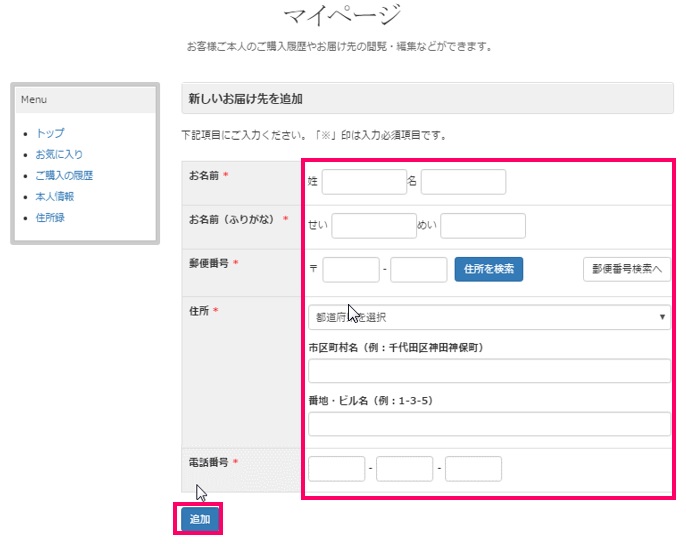 マイページ
お客様ご本人のご購入履歴やお届け先の閲覧・編集などができます。
Menu
トップ
お気に入り
ご購入の履歴
本人情報
住所録
新しいお届け先を追加
下記項目にご入力ください。「※」印は入力必須項目です。
お名前 * 姓 名
お名前（ふりがな） * せい めい
郵便番号 * 〒 - 住所を検索 郵便番号検索へ
住所 * 都道府を選択
市区町村名（例：千代田区神田神保町）
番地・ビル名（例：1-3-5）
電話番号 * - -
追加